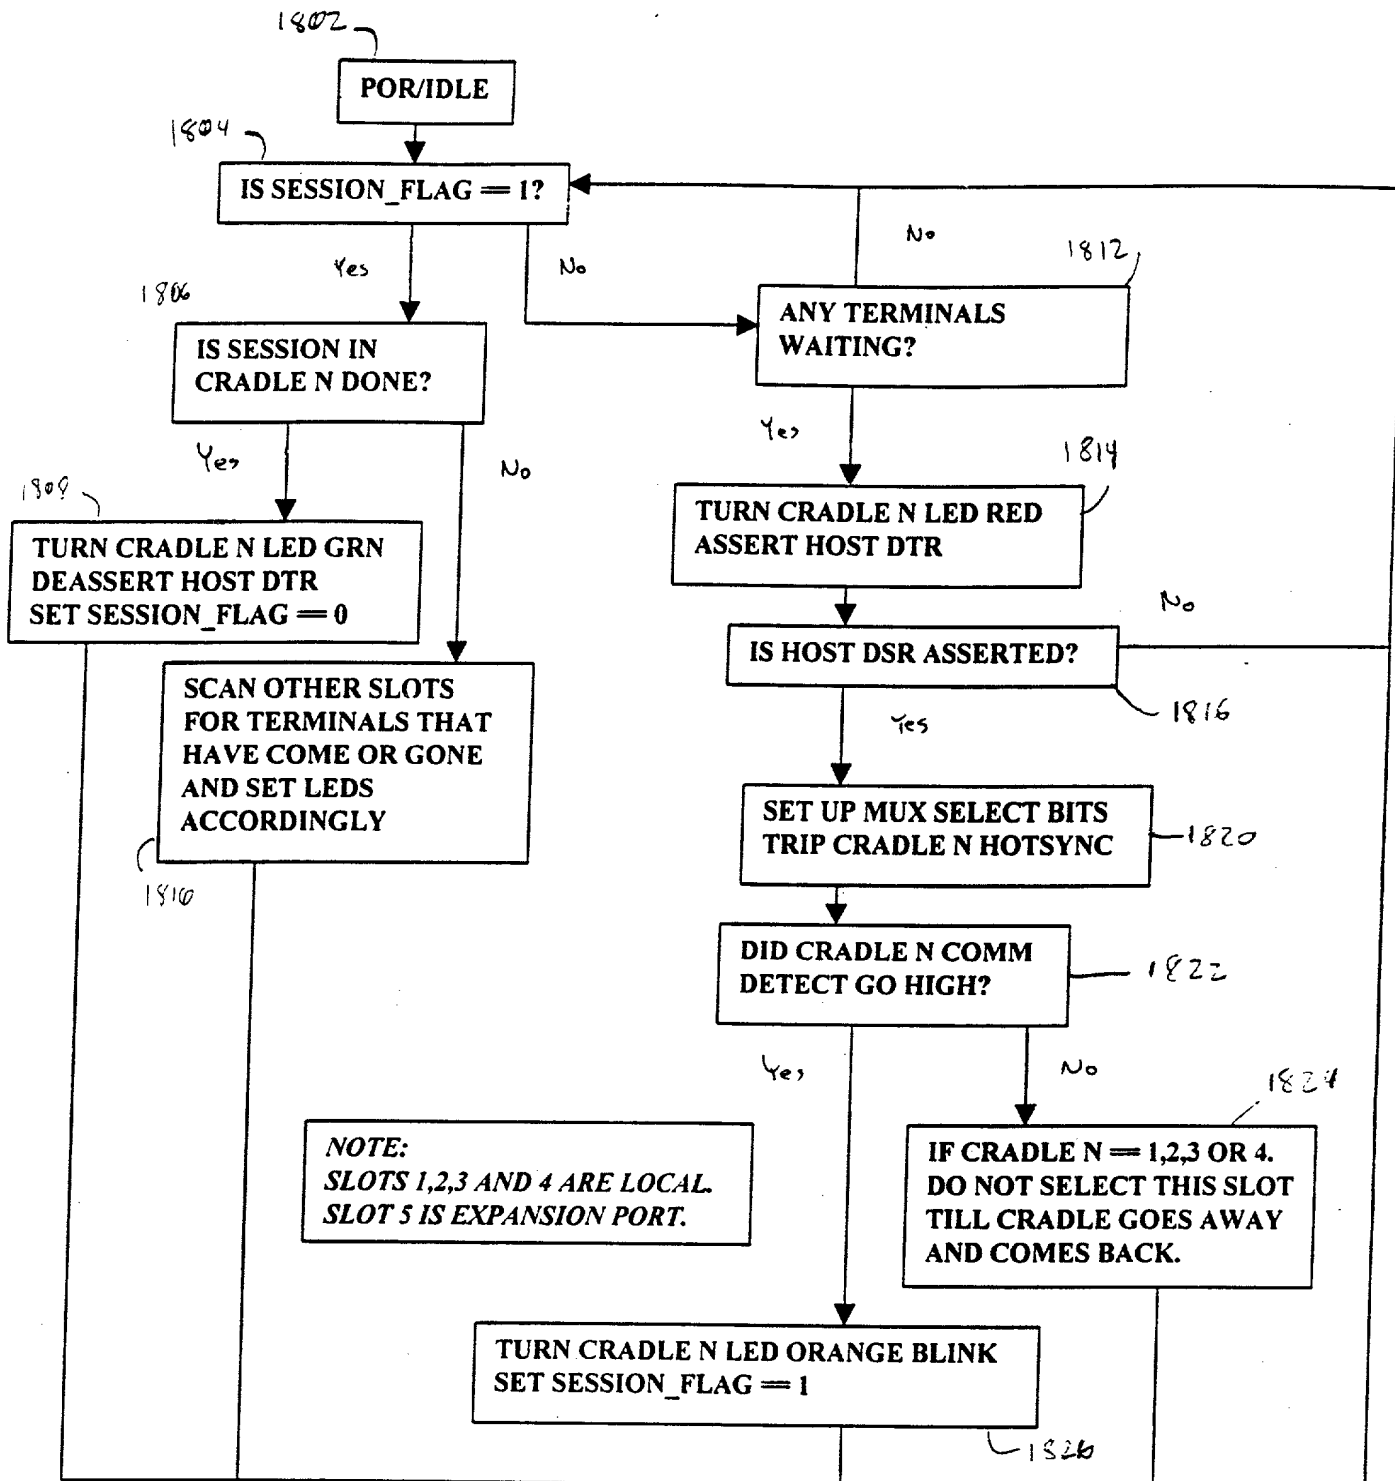 1802
POR/IDLE
1804
IS SESSION_FLAG == 1?
No
1812
Yes
No
1806
ANY TERMINALS
WAITING?
IS SESSION IN
CRADLE N DONE?
Yes
1814
Yes
No
1808
TURN CRADLE N LED RED
ASSERT HOST DTR
TURN CRADLE N LED GRN
DEASSERT HOST DTR
SET SESSION_FLAG == 0
No
IS HOST DSR ASSERTED?
1816
SCAN OTHER SLOTS
FOR TERMINALS THAT
HAVE COME OR GONE
AND SET LEDS
ACCORDINGLY
1810
Yes
SET UP MUX SELECT BITS
TRIP CRADLE N HOTSYNC
1820
DID CRADLE N COMM
DETECT GO HIGH?
1822
Yes
No
1824
NOTE:
SLOTS 1,2,3 AND 4 ARE LOCAL.
SLOT 5 IS EXPANSION PORT.
IF CRADLE N == 1,2,3 OR 4.
DO NOT SELECT THIS SLOT
TILL CRADLE GOES AWAY
AND COMES BACK.
TURN CRADLE N LED ORANGE BLINK
SET SESSION_FLAG == 1
1826